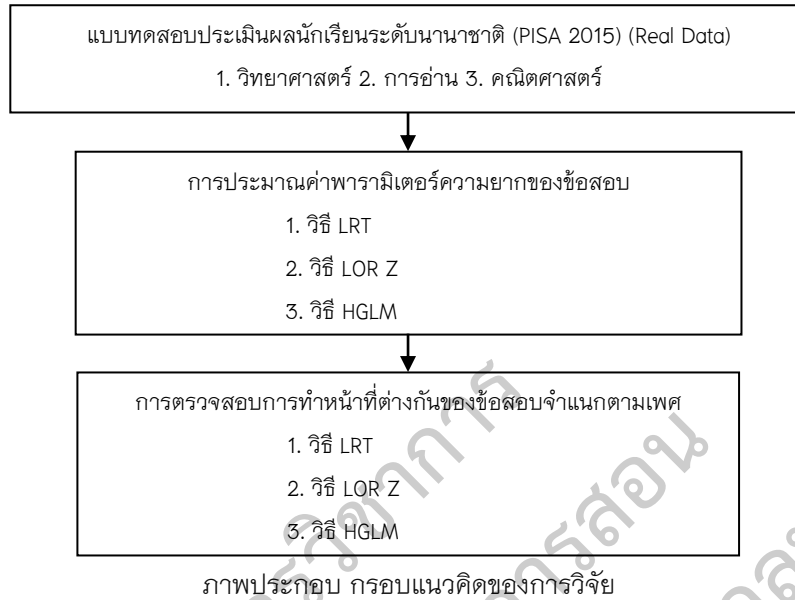 แบบทดสอบประเมินผลนักเรียนระดับนานาชาติ (PISA 2015) (Real Data)
1. วิทยาศาสตร์ 2. การอ่าน 3. คณิตศาสตร์
การประมาณค่าพารามิเตอร์ความยากของข้อสอบ
1. วิธี LRT
2. วิธี LOR Z
3. วิธี HGLM
การตรวจสอบการทำหน้าที่ต่างกันของข้อสอบจำแนกตามเพศ
1. วิธี LRT
2. วิธี LOR Z
3. วิธี HGLM
ภาพประกอบ กรอบแนวคิดของการวิจัย